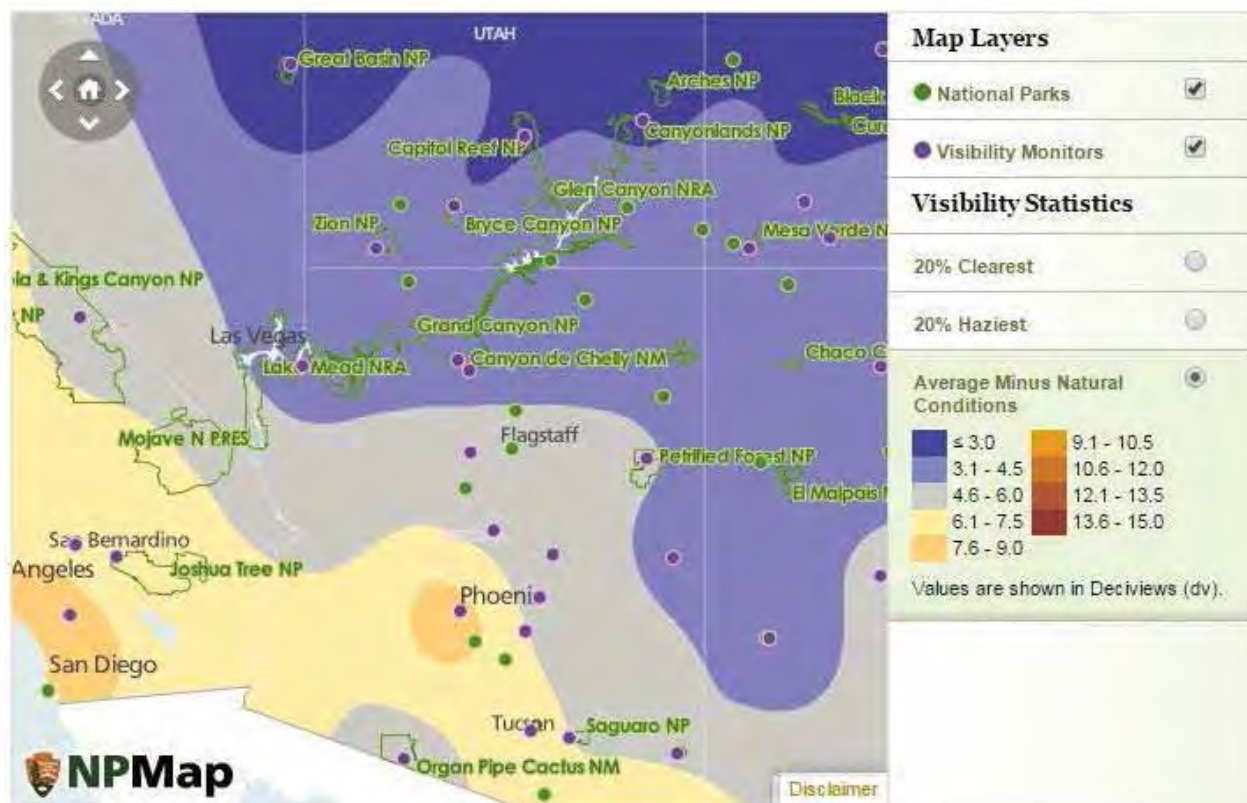 ADA
UTAH
Great Basin NP
Arches NP
Black
Canyonlands NP
Cure
Capitol Reef NP
Glen Canyon NRA
Zion NP
Bryce Canyon NP
Mesa Verde N
ia & Kings Canyon NP
NP
Grand Canyon NP
Las Vegas
Lake Mead NRA
Canyon de Chelly NM
Chaco C
Mojave N PRES
Flagstaff
Petrified Forest NP
El Malpais
San Bernardino
Angeles
Joshua Tree NP
Phoeni
San Diego
Tucson
Saguaro NP
Organ Pipe Cactus NM
NPMap
Disclaimer
Map Layers
National Parks
Visibility Monitors
Visibility Statistics
20% Clearest
20% Haziest
Average Minus Natural
Conditions
≤ 3.0
3.1 - 4.5
4.6 - 6.0
6.1 - 7.5
7.6 - 9.0
9.1 - 10.5
10.6 - 12.0
12.1 - 13.5
13.6 - 15.0
Values are shown in Deciviews (dv).